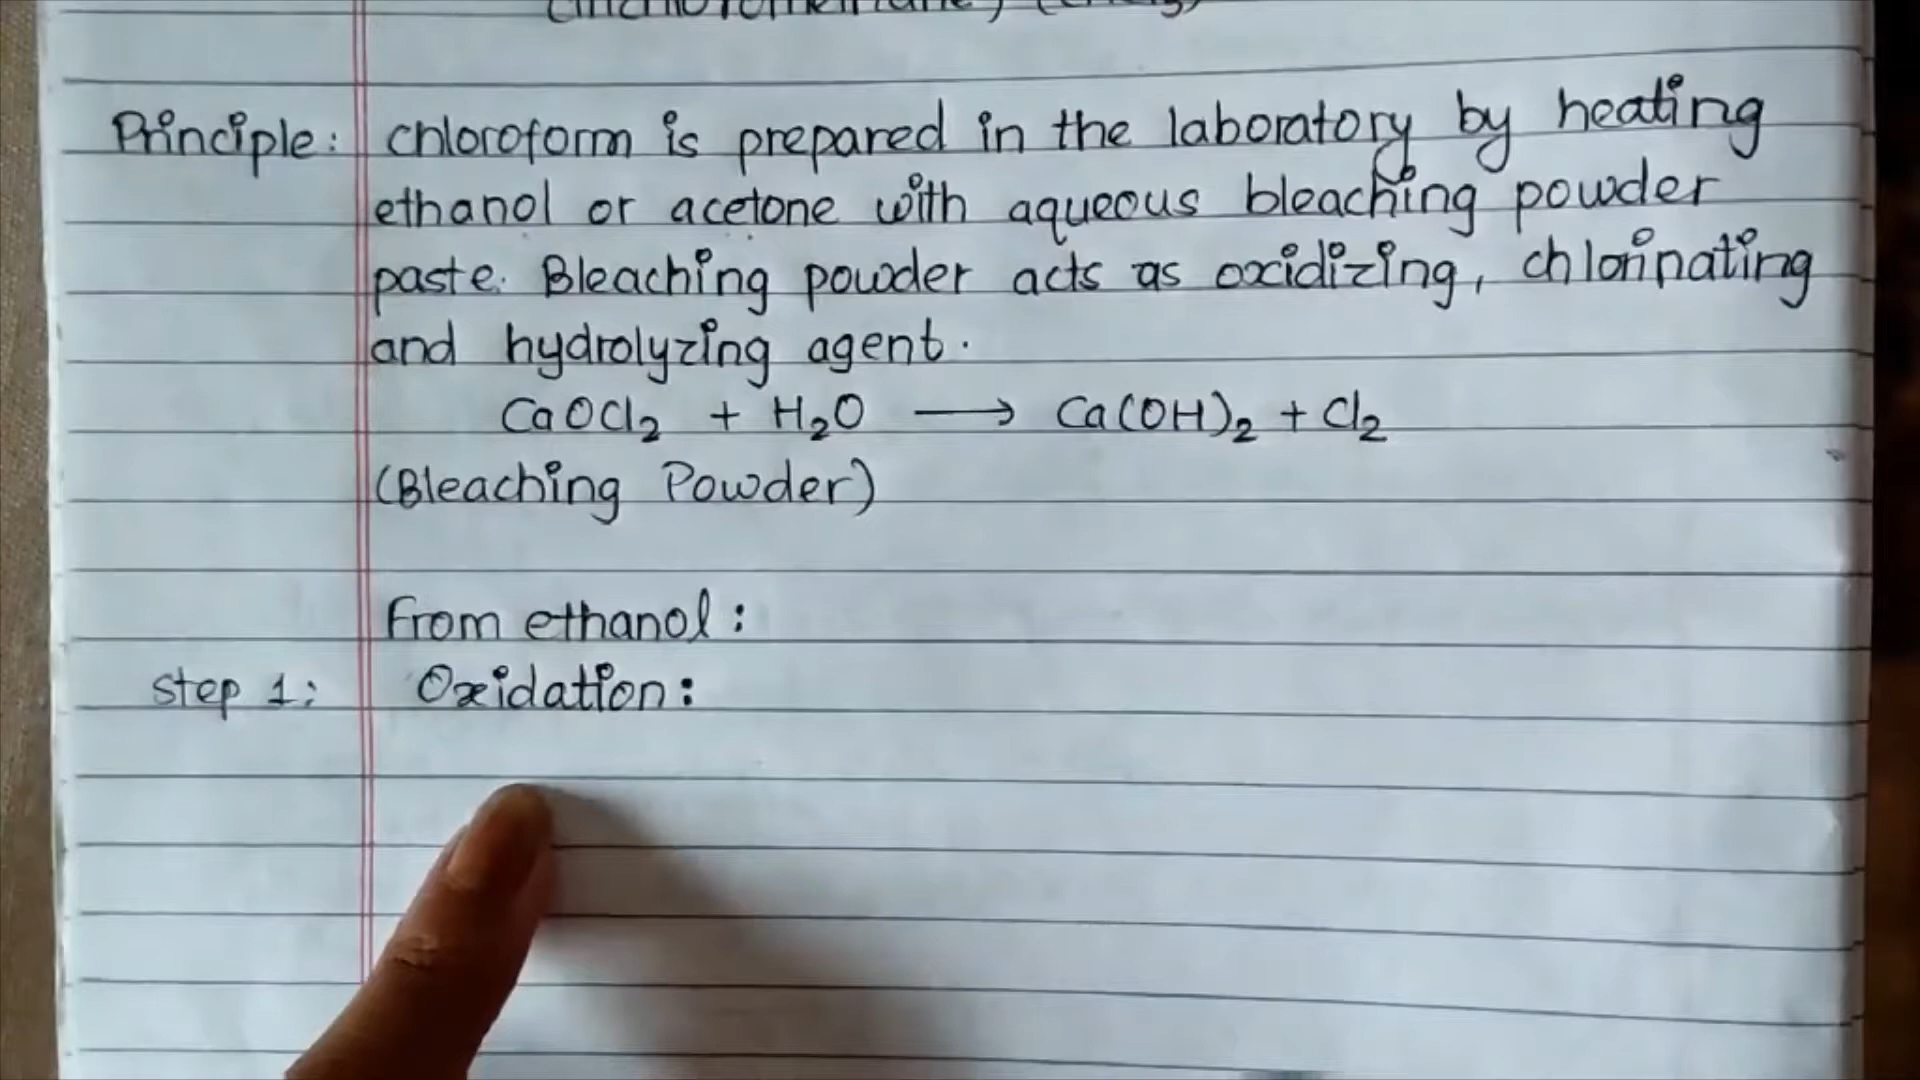 Principle: chloroform is prepared in the laboratory by heating
ethanol or acetone with aqueous bleaching powder
paste. Bleaching powder acts as oxidizing, chlorinating
and hydrolyzing agent.
CaOCl₂ + H₂O ⟶ Ca(OH)₂ + Cl₂
(Bleaching Powder)
From ethanol:
step 1: Oxidation: